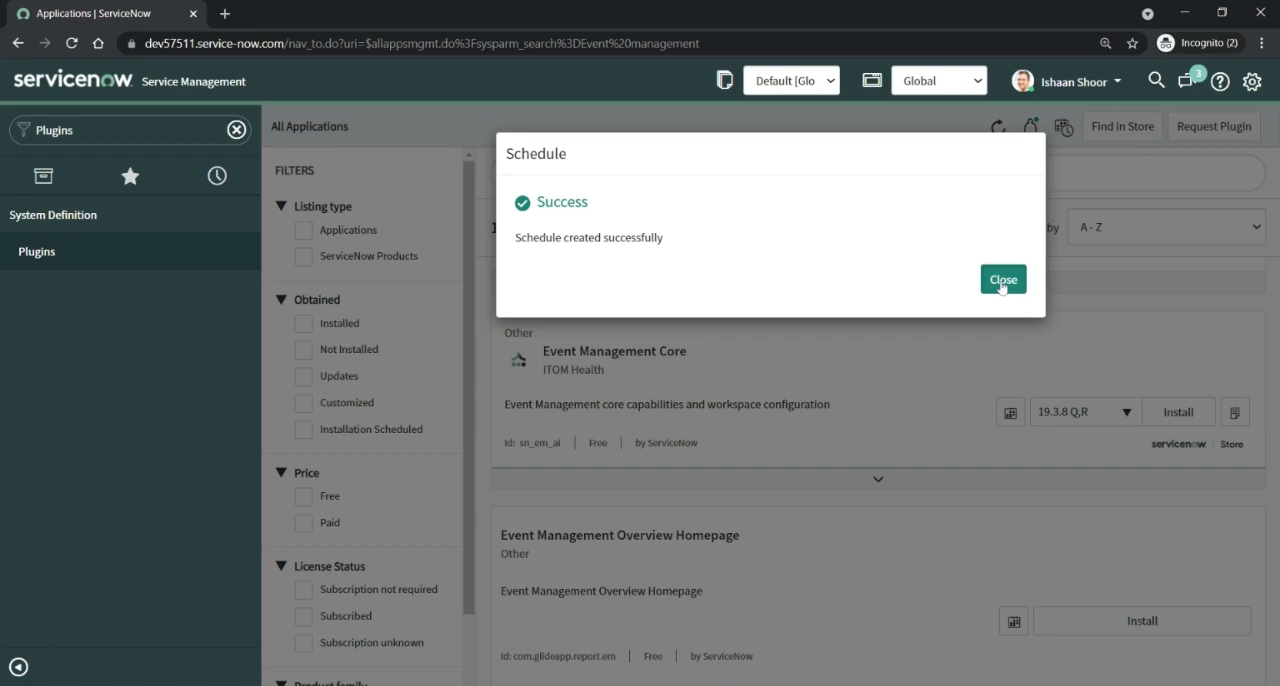 Applications | ServiceNow
dev57511.service-now.com/nav_to.do?uri=$allappsmgmt.do%3Fsysparm_search%3DEvent%20management
Incognito (2)
servicenow Service Management
Default [Glo
Global
Ishaan Shoor
3
Plugins
System Definition
Plugins
All Applications
Find in Store
Request Plugin
FILTERS
Listing type
Applications
ServiceNow Products
Obtained
Installed
Not Installed
Updates
Customized
Installation Scheduled
Price
Free
Paid
License Status
Subscription not required
Subscribed
Subscription unknown
Product family
by
A - Z
Schedule
Success
Schedule created successfully
Close
Other
Event Management Core
ITOM Health
Event Management core capabilities and workspace configuration
19.3.8 Q,R
Install
Id: sn_em_ai | Free | by ServiceNow
servicenow Store
Event Management Overview Homepage
Other
Event Management Overview Homepage
Install
Id: com.glideapp.report.em | Free | by ServiceNow